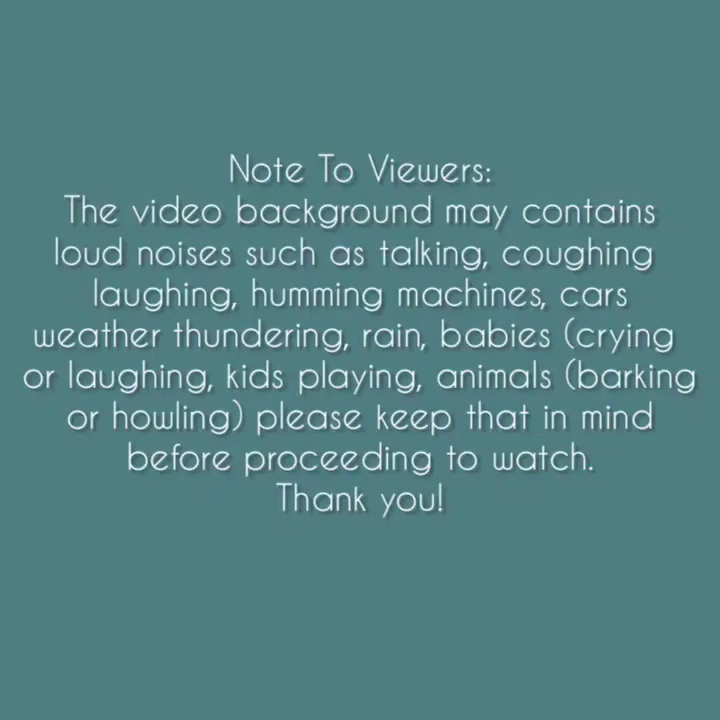 Note To Viewers:
The video background may contains
loud noises such as talking, coughing
laughing, humming machines, cars
weather thundering, rain, babies (crying
or laughing, kids playing, animals (barking
or howling) please keep that in mind
before proceeding to watch.
Thank you!